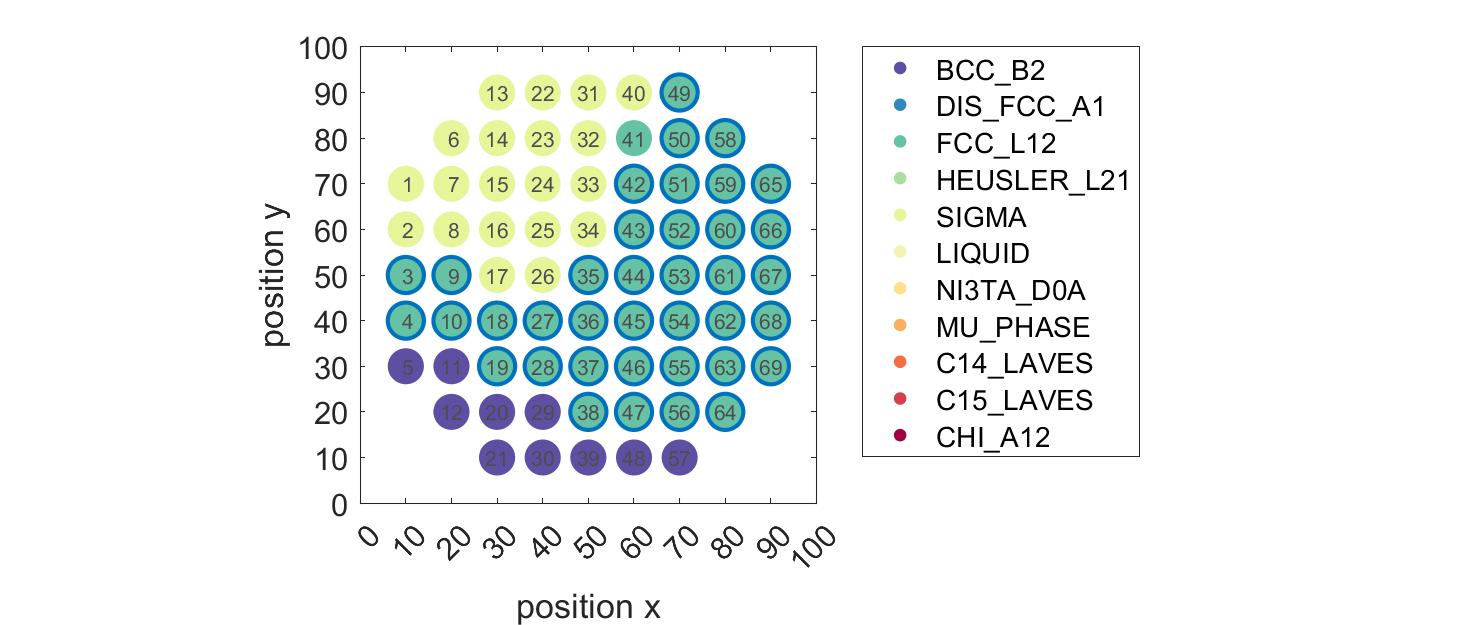 100
90
80
70
60
50
40
30
20
10
0
position y
13 22 31 40 49
6 14 23 32 41 50 58
1 7 15 24 33 42 51 59 65
2 8 16 25 34 43 52 60 66
3 9 17 26 35 44 53 61 67
4 10 18 27 36 45 54 62 68
5 11 19 28 37 46 55 63 69
12 20 29 38 47 56 64
21 30 39 48 57
0 10 20 30 40 50 60 70 80 90 100
position x
BCC_B2
DIS_FCC_A1
FCC_L12
HEUSLER_L21
SIGMA
LIQUID
NI3TA_D0A
MU_PHASE
C14_LAVES
C15_LAVES
CHI_A12